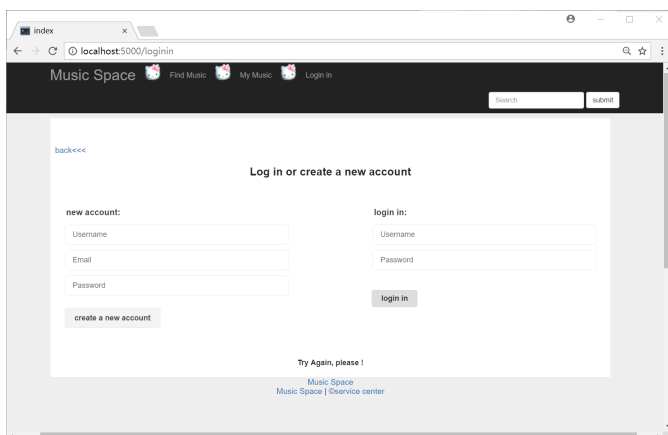 index
localhost:5000/loginin
Music Space Find Music My Music Login in
Search submit
back<<<
Log in or create a new account
new account:
Username
Email
Password
create a new account
login in:
Username
Password
login in
Try Again, please !
Music Space
Music Space | ©service center